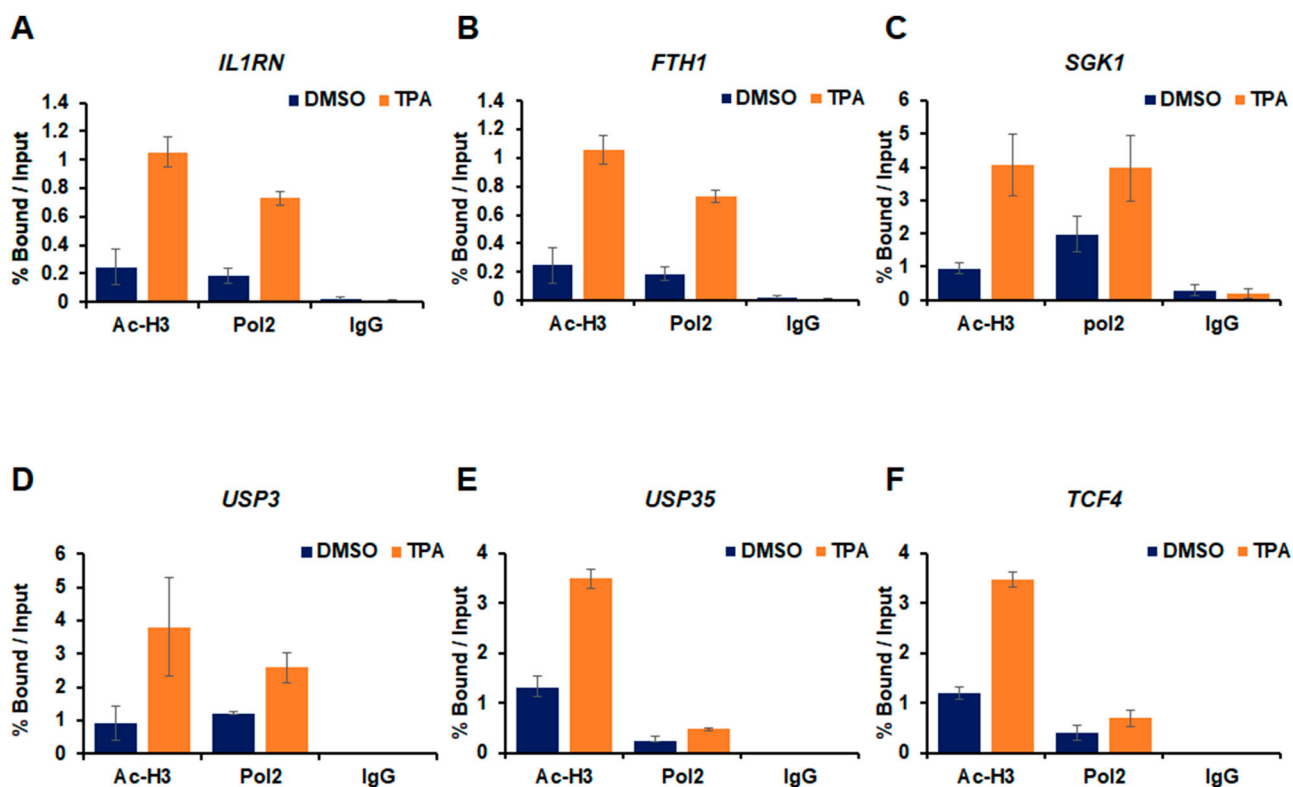 A
IL1RN
DMSO TPA
% Bound / Input
1.4
1.2
1
0.8
0.6
0.4
0.2
0
Ac-H3 Pol2 IgG
B
FTH1
DMSO TPA
% Bound / Input
1.4
1.2
1
0.8
0.6
0.4
0.2
0
Ac-H3 Pol2 IgG
C
SGK1
DMSO TPA
% Bound / Input
6
5
4
3
2
1
0
Ac-H3 pol2 IgG
D
USP3
DMSO TPA
% Bound / Input
6
5
4
3
2
1
0
Ac-H3 Pol2 IgG
E
USP35
DMSO TPA
% Bound / Input
4
3
2
1
0
Ac-H3 Pol2 IgG
F
TCF4
DMSO TPA
% Bound / Input
4
3
2
1
0
Ac-H3 Pol2 IgG